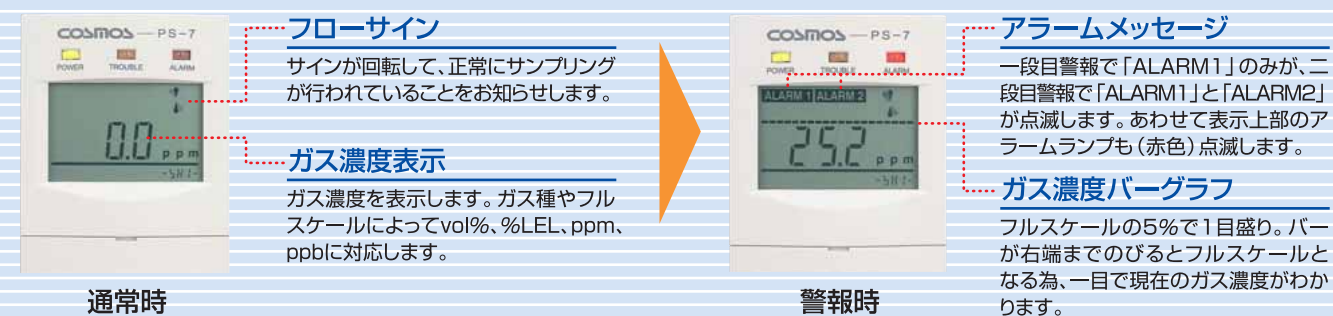 COSMOS PS-7
POWER TROUBLE ALARM
0.0 ppm
-SH1-
通常時
フローサイン
サインが回転して、正常にサンプリング
が行われていることをお知らせします。
ガス濃度表示
ガス濃度を表示します。ガス種やフル
スケールによってvol%、%LEL、ppm、
ppbに対応します。
COSMOS PS-7
POWER TROUBLE ALARM
ALARM 1 ALARM 2
25.2 ppm
-SH1-
警報時
アラームメッセージ
一段目警報で「ALARM1」のみが、二
段目警報で「ALARM1」と「ALARM2」
が点滅します。あわせて表示上部のア
ラームランプも（赤色）点滅します。
ガス濃度バーグラフ
フルスケールの5%で1目盛り。バー
が右端までのびるとフルスケールと
なる為、一目で現在のガス濃度がわか
ります。